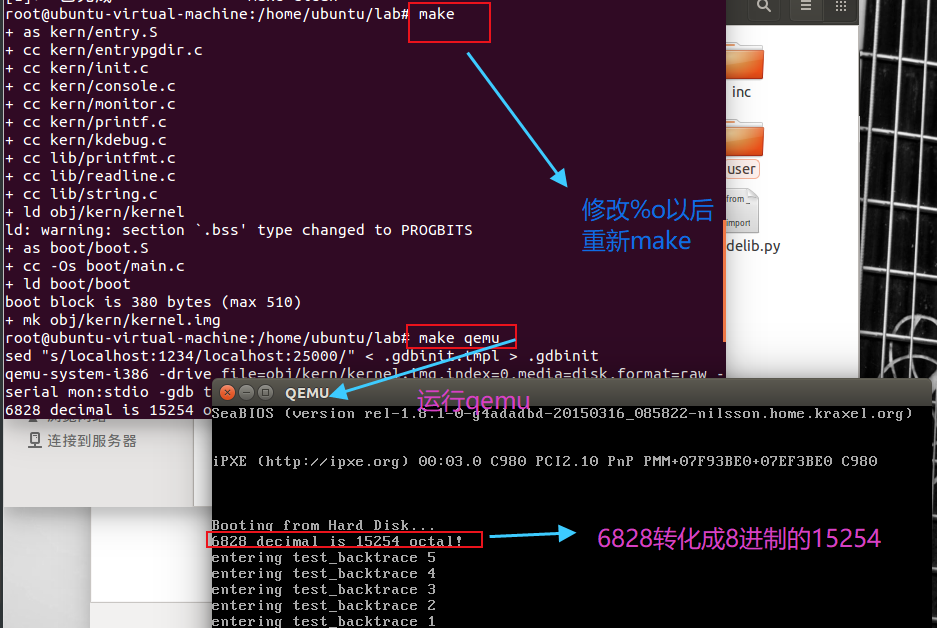 root@ubuntu-virtual-machine:/home/ubuntu/lab# make
+ as kern/entry.S
+ cc kern/entrypgdir.c
+ cc kern/init.c
+ cc kern/console.c
+ cc kern/monitor.c
+ cc kern/printf.c
+ cc kern/kdebug.c
+ cc lib/printfmt.c
+ cc lib/readline.c
+ cc lib/string.c
+ ld obj/kern/kernel
ld: warning: section `.bss' type changed to PROGBITS
+ as boot/boot.S
+ cc -Os boot/main.c
+ ld boot/boot
boot block is 380 bytes (max 510)
+ mk obj/kern/kernel.img
root@ubuntu-virtual-machine:/home/ubuntu/lab# make qemu
sed "s/localhost:1234/localhost:25000/" < .gdbinit.tmpl > .gdbinit
qemu-system-i386 -drive file=obj/kern/kernel.img,index=0,media=disk,format=raw -
serial mon:stdio -gdb t
6828 decimal is 15254 o
修改%o以后
重新make
inc
user
from_
import
delib.py
连接到服务器
QEMU
运行qemu
SeaBIOS (version rel-1.8.1-0-g4adadbd-20150316_085822-nilsson.home.kraxel.org)
iPXE (http://ipxe.org) 00:03.0 C980 PCI2.10 PnP PMM+07F93BE0+07EF3BE0 C980
Booting from Hard Disk...
6828 decimal is 15254 octal!
6828转化成8进制的15254
entering test_backtrace 5
entering test_backtrace 4
entering test_backtrace 3
entering test_backtrace 2
entering test_backtrace 1